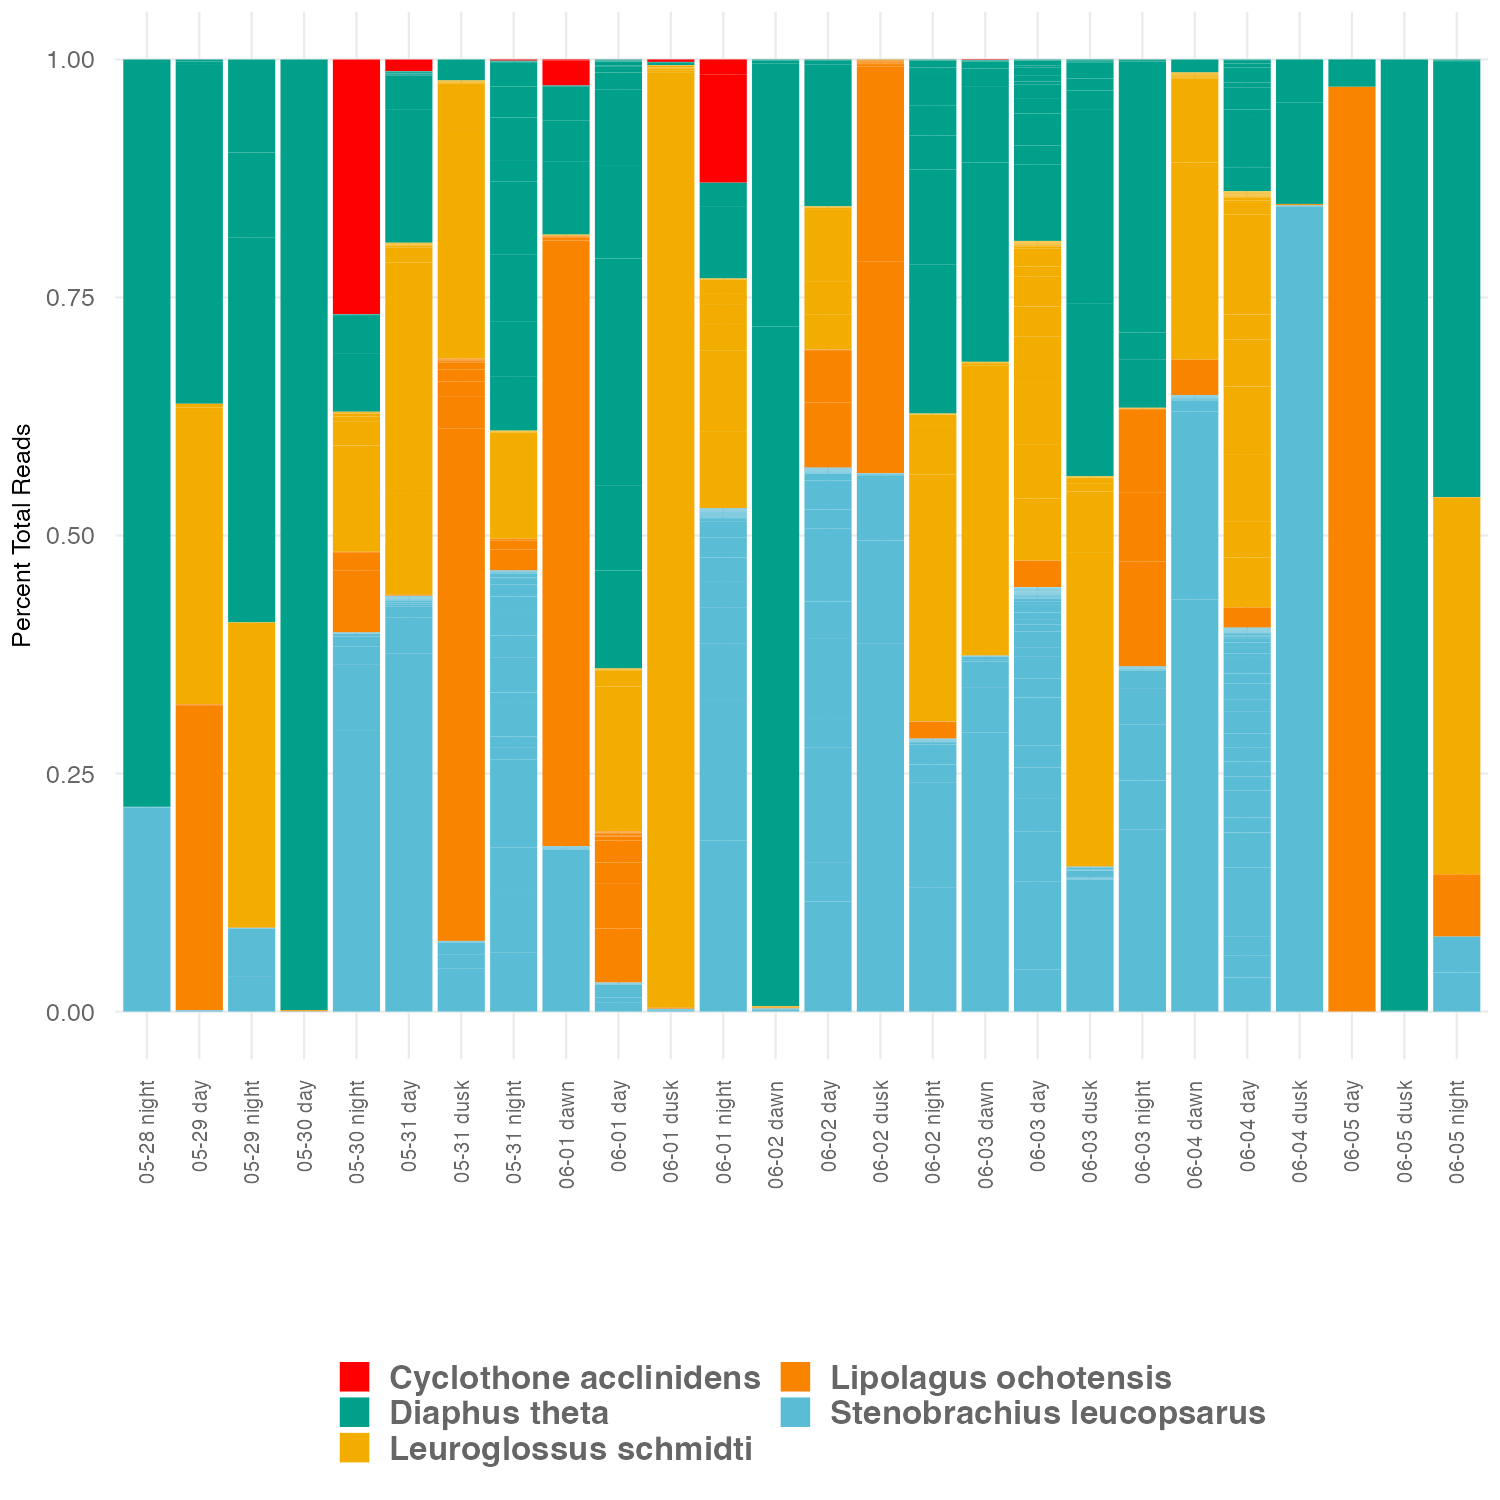 1.00
0.75
0.50
0.25
0.00
Percent Total Reads
05-28 night
05-29 day
05-29 night
05-30 day
05-30 night
05-31 day
05-31 dusk
05-31 night
06-01 dawn
06-01 day
06-01 dusk
06-01 night
06-02 dawn
06-02 day
06-02 dusk
06-02 night
06-03 dawn
06-03 day
06-03 dusk
06-03 night
06-04 dawn
06-04 day
06-04 dusk
06-05 day
06-05 dusk
06-05 night
Cyclothone acclinidens
Diaphus theta
Leuroglossus schmidti
Lipolagus ochotensis
Stenobrachius leucopsarus